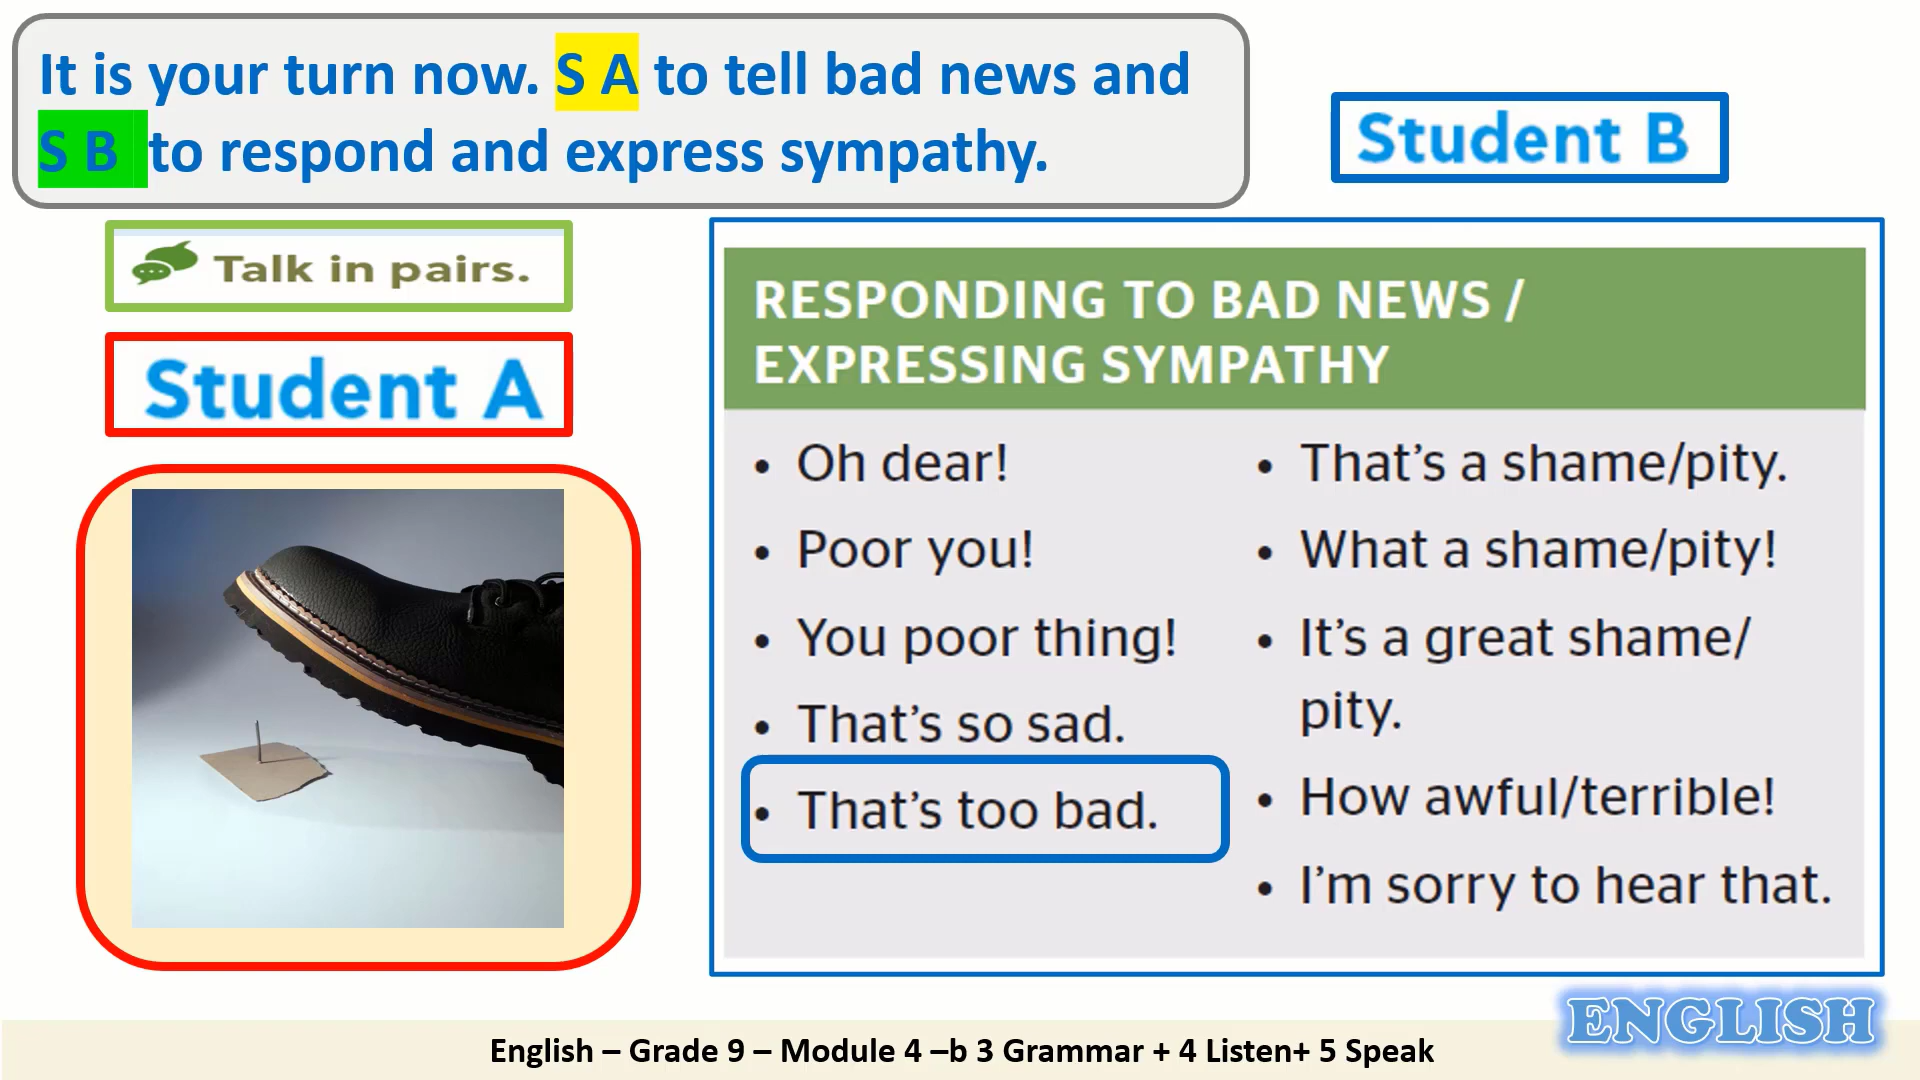 It is your turn now. S A to tell bad news and
S B to respond and express sympathy.
Student B
Talk in pairs.
Student A
RESPONDING TO BAD NEWS /
EXPRESSING SYMPATHY
• Oh dear!
• Poor you!
• You poor thing!
• That's so sad.
• That's too bad.
• That's a shame/pity.
• What a shame/pity!
• It's a great shame/
pity.
• How awful/terrible!
• I'm sorry to hear that.
ENGLISH
English – Grade 9 – Module 4 –b 3 Grammar + 4 Listen+ 5 Speak